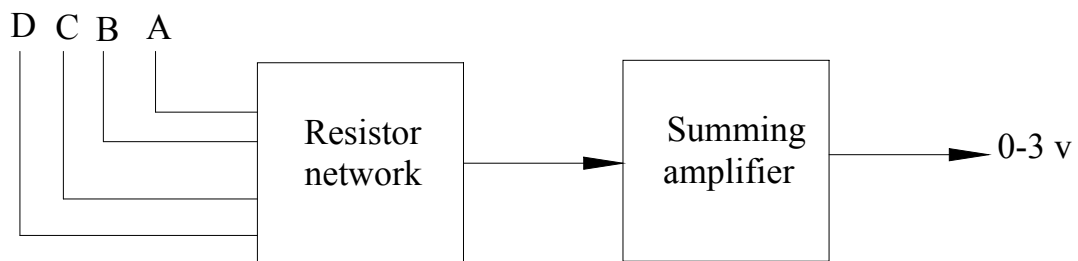 D C B A
Resistor
network
Summing
amplifier
0-3 v